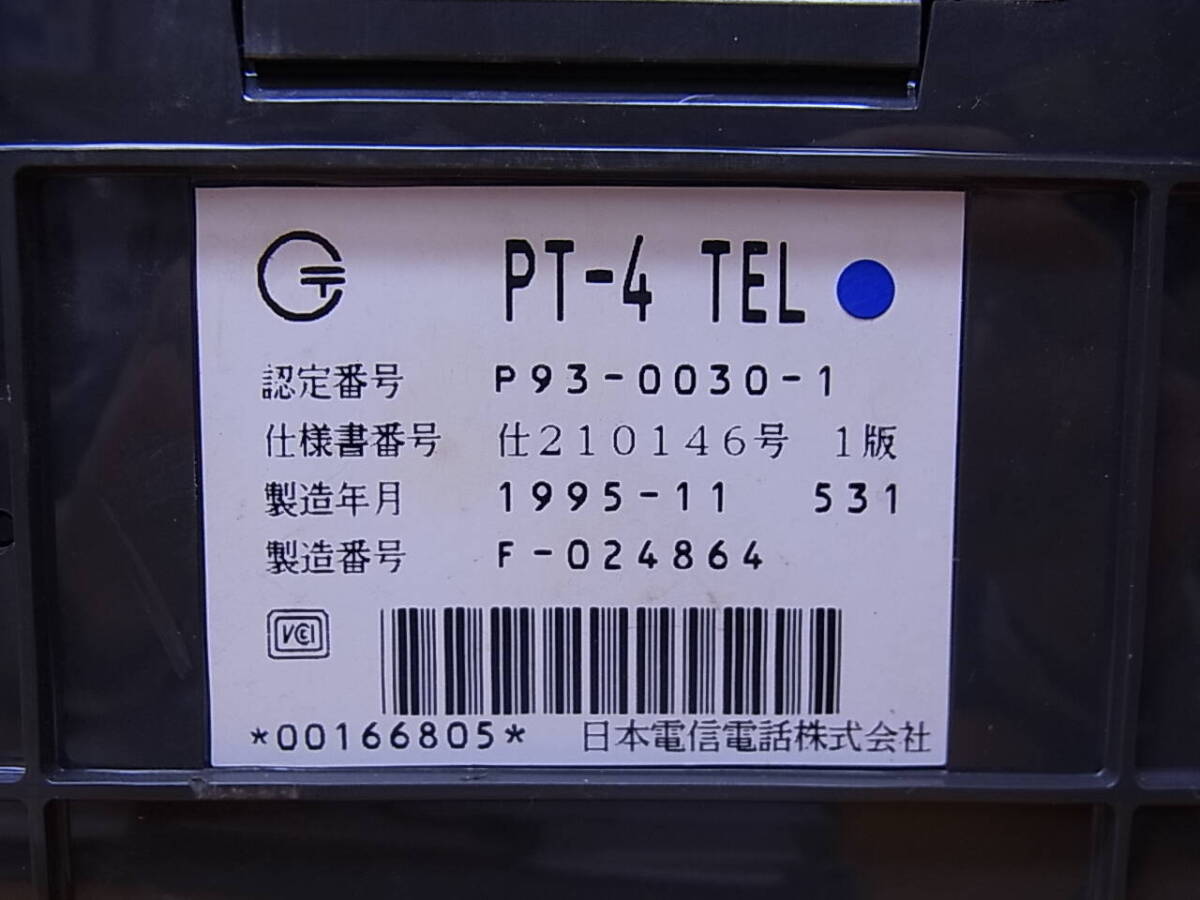 PT-4 TEL
認定番号 P93-0030-1
仕様書番号 仕210146号 1版
製造年月 1995-11 531
製造番号 F-024864
VCCI
*00166805* 日本電信電話株式会社